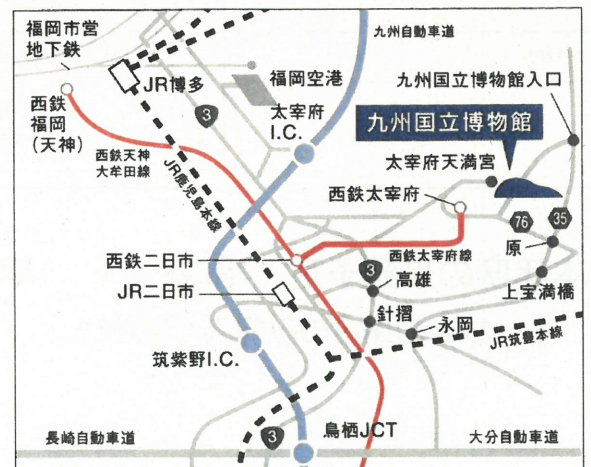 福岡市営
地下鉄
九州自動車道
JR博多
福岡空港
九州国立博物館入口
西鉄
福岡
(天神)
3
太宰府
I.C.
九州国立博物館
西鉄天神
大牟田線
JR鹿児島本線
太宰府天満宮
西鉄太宰府
76
35
原
西鉄二日市
西鉄太宰府線
3
高雄
上宝満橋
JR二日市
針摺
永岡
JR筑豊本線
筑紫野I.C.
3
鳥栖JCT
長崎自動車道
大分自動車道